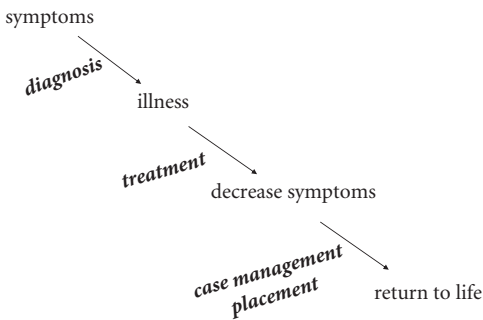 symptoms
diagnosis
illness
treatment
decrease symptoms
case management
placement
return to life